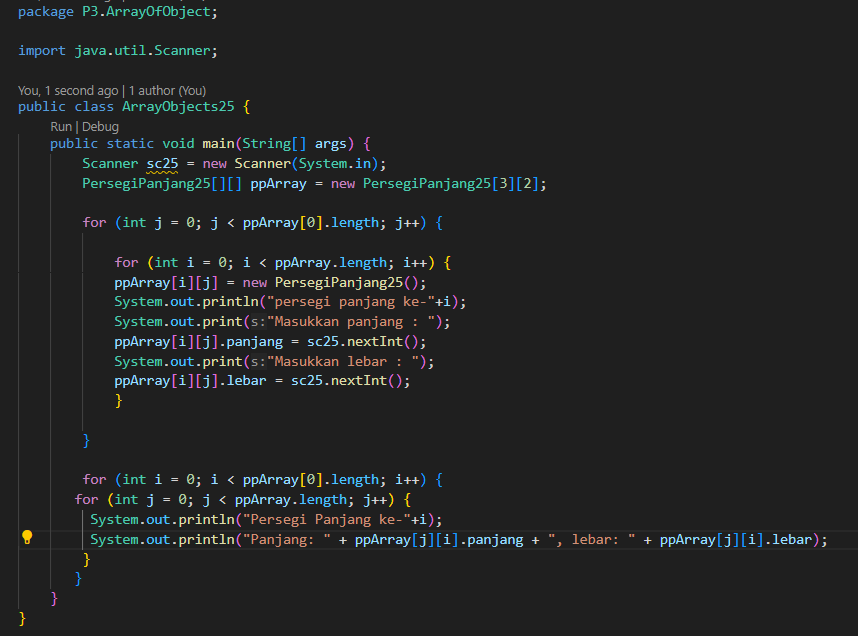 package P3.ArrayOfObject;
import java.util.Scanner;
You, 1 second ago | 1 author (You)
public class ArrayObjects25 {
Run | Debug
public static void main(String[] args) {
Scanner sc25 = new Scanner(System.in);
PersegiPanjang25[][] ppArray = new PersegiPanjang25[3][2];
for (int j = 0; j < ppArray[0].length; j++) {
for (int i = 0; i < ppArray.length; i++) {
ppArray[i][j] = new PersegiPanjang25();
System.out.println("persegi panjang ke-"+i);
System.out.print(s:"Masukkan panjang : ");
ppArray[i][j].panjang = sc25.nextInt();
System.out.print(s:"Masukkan lebar : ");
ppArray[i][j].lebar = sc25.nextInt();
}
}
for (int i = 0; i < ppArray[0].length; i++) {
for (int j = 0; j < ppArray.length; j++) {
System.out.println("Persegi Panjang ke-"+i);
System.out.println("Panjang: " + ppArray[j][i].panjang + ", lebar: " + ppArray[j][i].lebar);
}
}
}
}